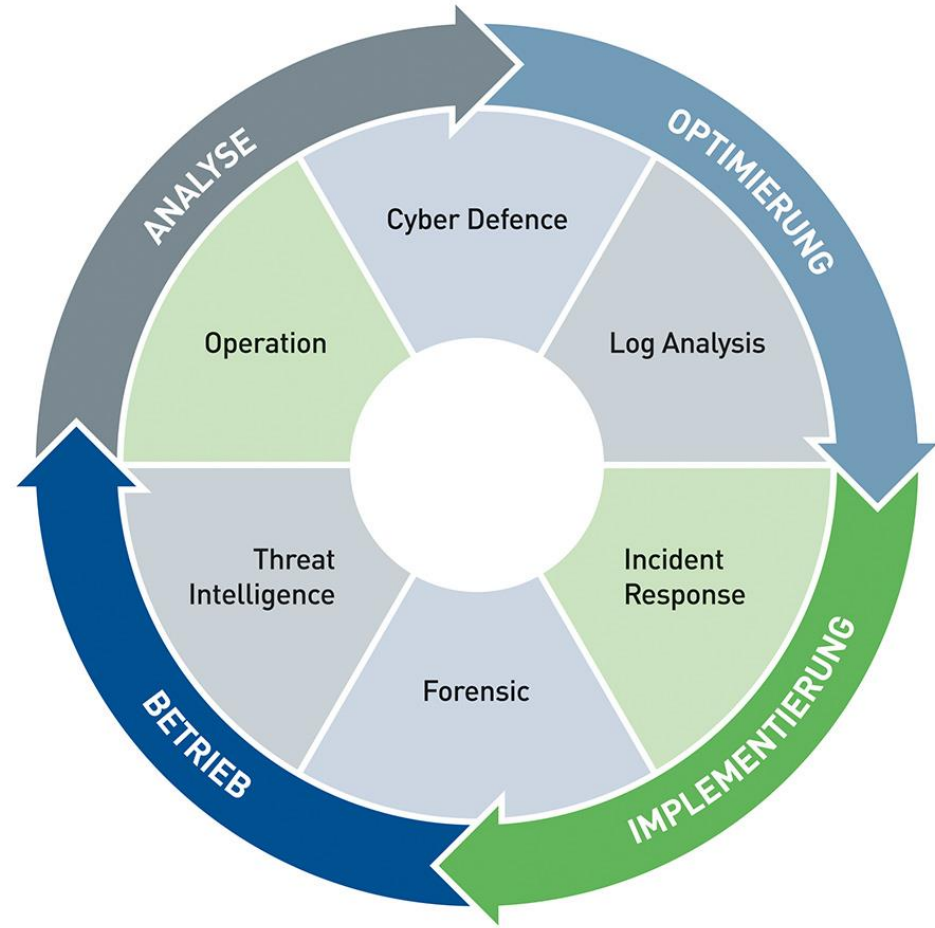 ANALYSE
OPTIMIERUNG
Cyber Defence
Operation
Log Analysis
Threat
Intelligence
Incident
Response
Forensic
BETRIEB
IMPLEMENTIERUNG